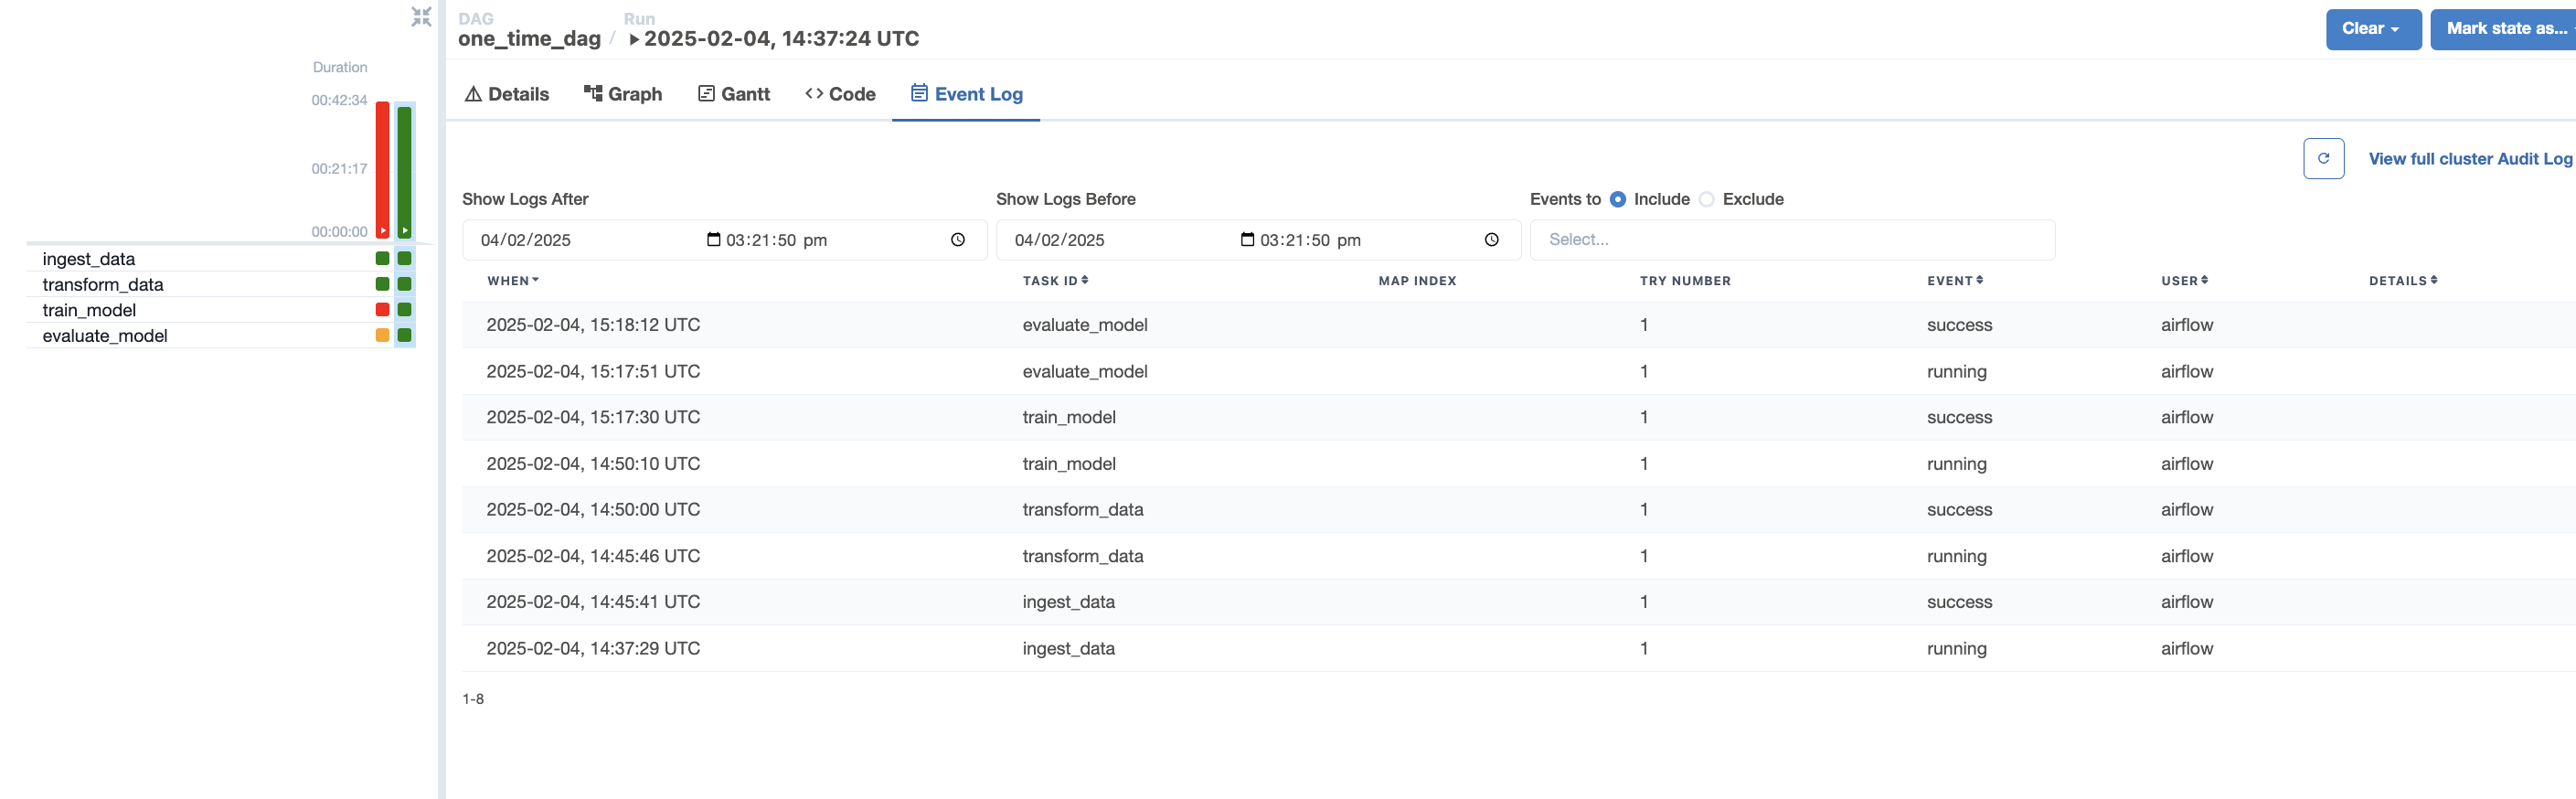 Duration
00:42:34
00:21:17
00:00:00
ingest_data
transform_data
train_model
evaluate_model
DAG Run
one_time_dag / 2025-02-04, 14:37:24 UTC
Clear Mark state as...
Details Graph Gantt Code Event Log
View full cluster Audit Log
Show Logs After Show Logs Before Events to Include Exclude
04/02/2025 03:21:50 pm 04/02/2025 03:21:50 pm Select...
WHEN TASK ID MAP INDEX TRY NUMBER EVENT USER DETAILS
2025-02-04, 15:18:12 UTC evaluate_model 1 success airflow
2025-02-04, 15:17:51 UTC evaluate_model 1 running airflow
2025-02-04, 15:17:30 UTC train_model 1 success airflow
2025-02-04, 14:50:10 UTC train_model 1 running airflow
2025-02-04, 14:50:00 UTC transform_data 1 success airflow
2025-02-04, 14:45:46 UTC transform_data 1 running airflow
2025-02-04, 14:45:41 UTC ingest_data 1 success airflow
2025-02-04, 14:37:29 UTC ingest_data 1 running airflow
1-8